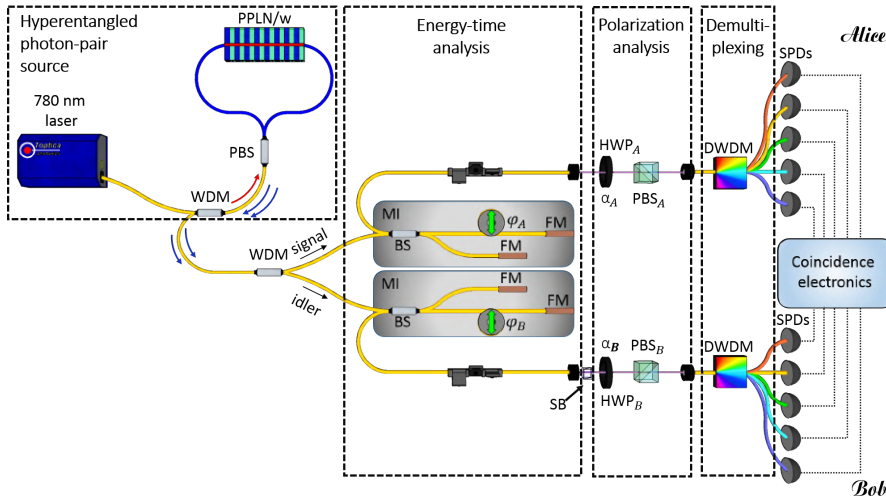 Hyperentangled
photon-pair
source
PPLN/w
780 nm
laser
Toptica
PBS
WDM
WDM
signal
idler
Energy-time
analysis
MI
BS
φA
FM
FM
MI
BS
φB
FM
FM
SB
Polarization
analysis
HWPA
αA
PBSA
αB
PBSB
HWPB
Demulti-
plexing
DWDM
DWDM
Alice
SPDs
Coincidence
electronics
SPDs
Bob